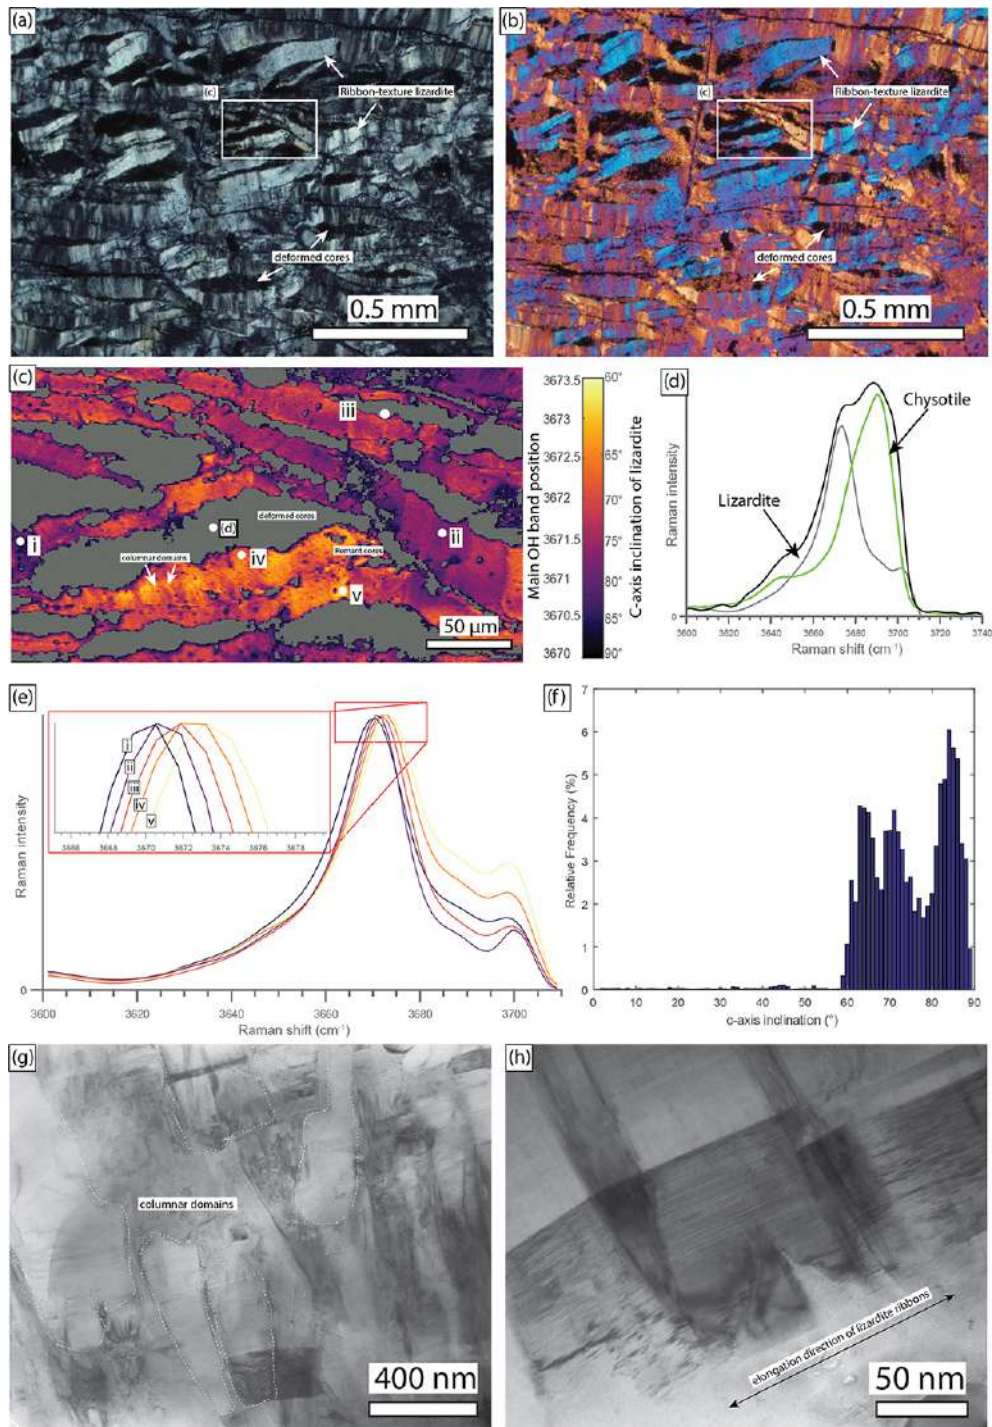 (a)
(c)
Ribbon-texture lizardite
deformed cores
0.5 mm
(b)
(c)
Ribbon-texture lizardite
deformed cores
0.5 mm
(c)
iii
i
(d)
deformed cores
columnar domains
iv
Remant cores
ii
v
50 µm
Main OH band position
3673.5
3673
3672.5
3672
3671.5
3671
3670.5
3670
C-axis inclination of lizardite
60°
65°
70°
75°
80°
85°
90°
(d)
Chysotile
Lizardite
Raman intensity
3600 3620 3640 3660 3680 3700 3720 3740
Raman shift (cm-1)
(e)
i
ii
iii
iv
v
3666 3668 3670 3672 3674 3676 3678
Raman intensity
3600 3620 3640 3660 3680 3700
Raman shift (cm-1)
(f)
7
6
5
4
3
2
1
0
Relative Frequency (%)
0 10 20 30 40 50 60 70 80 90
c-axis inclination (°)
(g)
columnar domains
400 nm
(h)
elongation direction of lizardite ribbons
50 nm